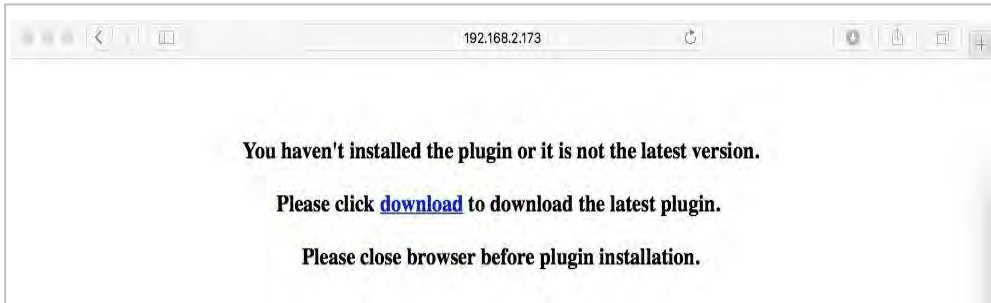 192.168.2.173
You haven't installed the plugin or it is not the latest version.
Please click download to download the latest plugin.
Please close browser before plugin installation.